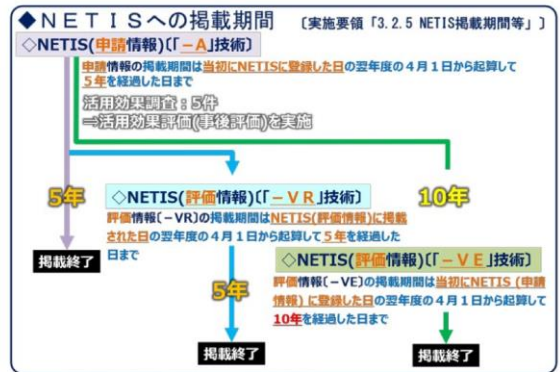 ◆NETISへの掲載期間 〔実施要領「3.2.5 NETIS掲載期間等」〕
◇NETIS(申請情報)〔「－A」技術〕
申請情報の掲載期間は当初にNETISに登録した日の翌年度の４月１日から起算して
５年を経過した日まで
活用効果調査：5件
⇒活用効果評価(事後評価)を実施
5年
10年
◇NETIS(評価情報)〔「－VR」技術〕
評価情報〔－VR〕の掲載期間はNETIS(評価情報)に掲載
された日の翌年度の４月１日から起算して５年を経過した
日まで
掲載終了
5年
◇NETIS(評価情報)〔「－VE」技術〕
評価情報〔－VE〕の掲載期間は当初にNETIS (申請
情報) に登録した日の翌年度の４月１日から起算して
10年を経過した日まで
掲載終了
掲載終了